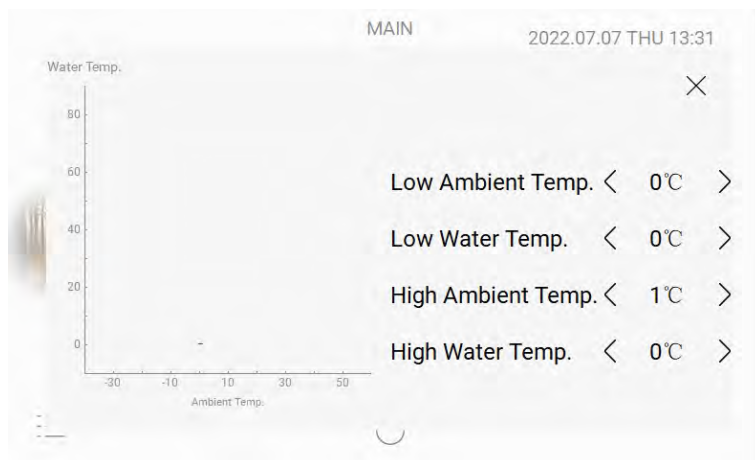 MAIN
2022.07.07 THU 13:31
Water Temp.
80
60
40
20
0
-30 -10 10 30 50
Ambient Temp.
Low Ambient Temp. < 0℃ >
Low Water Temp. < 0℃ >
High Ambient Temp. < 1℃ >
High Water Temp. < 0℃ >